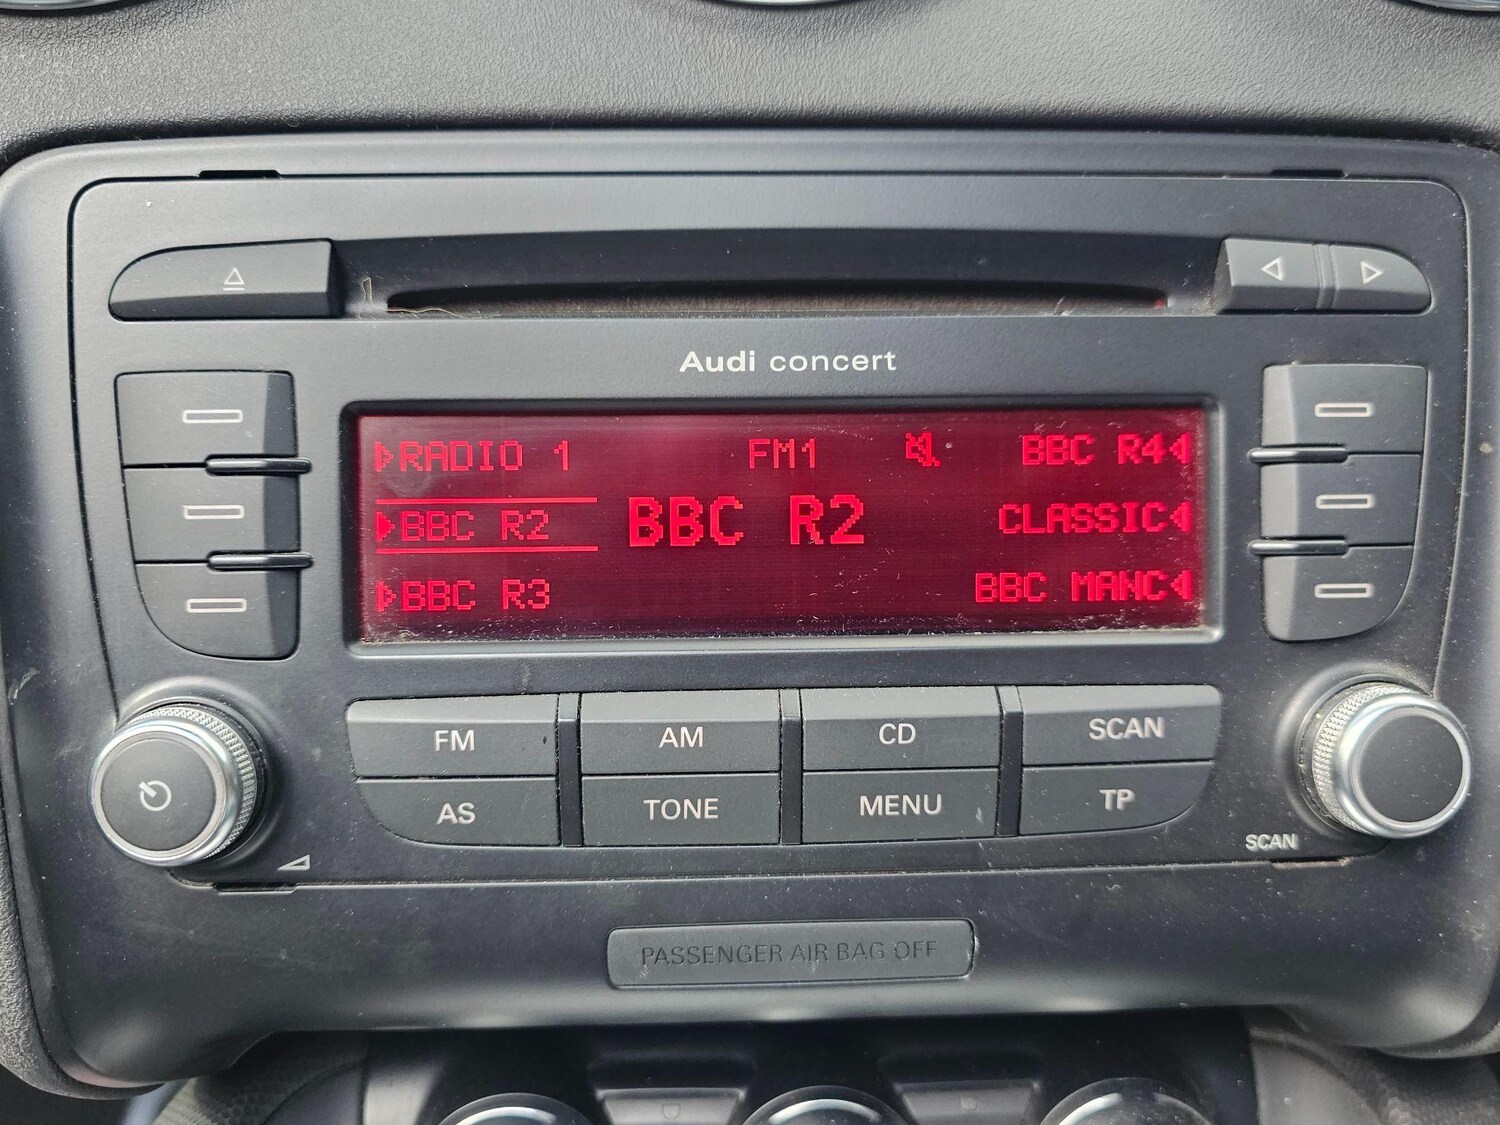 Audi concert
RADIO 1 FM1 BBC R4
BBC R2 BBC R2 CLASSIC
BBC R3 BBC MANC
FM AM CD SCAN
AS TONE MENU TP
SCAN
PASSENGER AIR BAG OFF